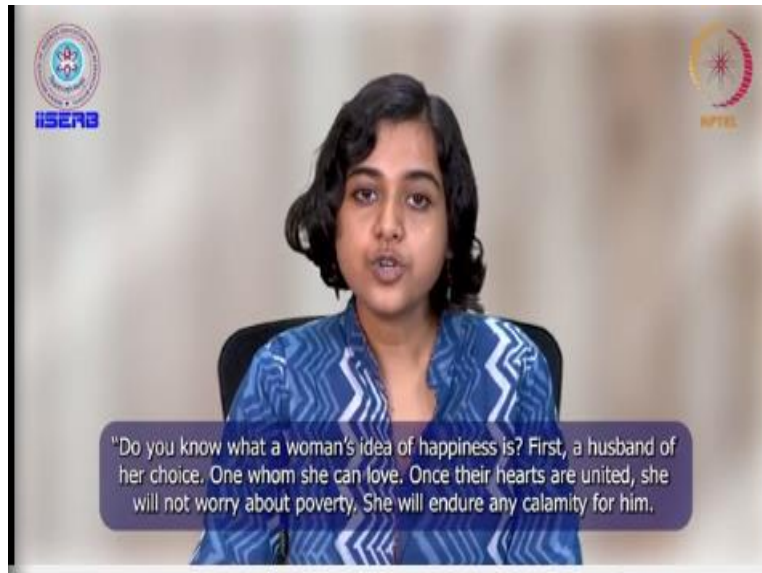 IISERB
NPTEL
“Do you know what a woman’s idea of happiness is? First, a husband of
her choice. One whom she can love. Once their hearts are united, she
will not worry about poverty. She will endure any calamity for him.